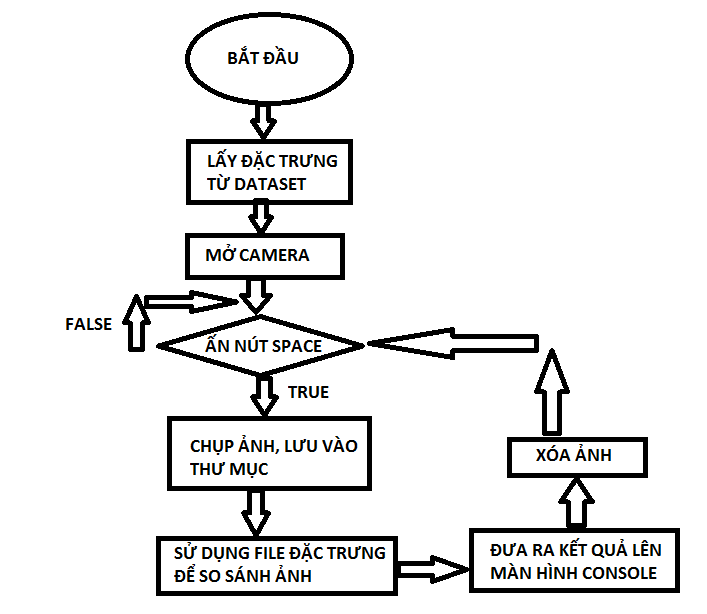 BẮT ĐẦU
LẤY ĐẶC TRƯNG
TỪ DATASET
MỞ CAMERA
FALSE
ẤN NÚT SPACE
TRUE
CHỤP ẢNH, LƯU VÀO
THƯ MỤC
XÓA ẢNH
SỬ DỤNG FILE ĐẶC TRƯNG
ĐỂ SO SÁNH ẢNH
ĐƯA RA KẾT QUẢ LÊN
MÀN HÌNH CONSOLE